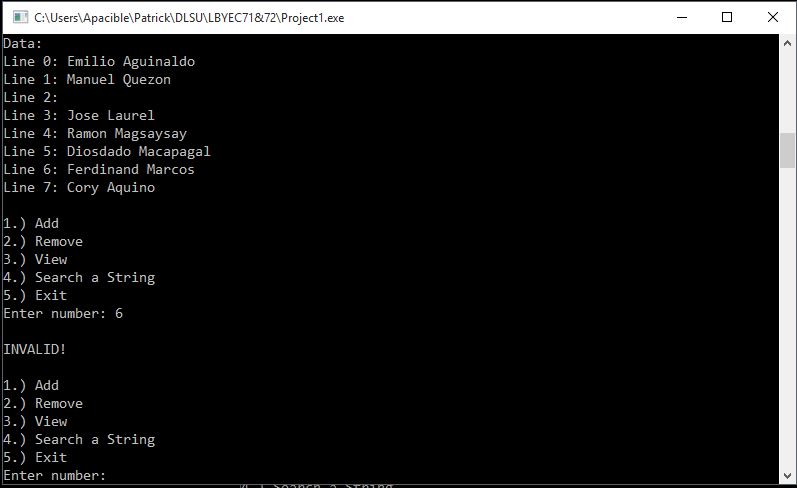 C:\Users\Apacible\Patrick\DLSU\LBYEC71&72\Project1.exe
Data:
Line 0: Emilio Aguinaldo
Line 1: Manuel Quezon
Line 2:
Line 3: Jose Laurel
Line 4: Ramon Magsaysay
Line 5: Diosdado Macapagal
Line 6: Ferdinand Marcos
Line 7: Cory Aquino
1.) Add
2.) Remove
3.) View
4.) Search a String
5.) Exit
Enter number: 6
INVALID!
1.) Add
2.) Remove
3.) View
4.) Search a String
5.) Exit
Enter number: